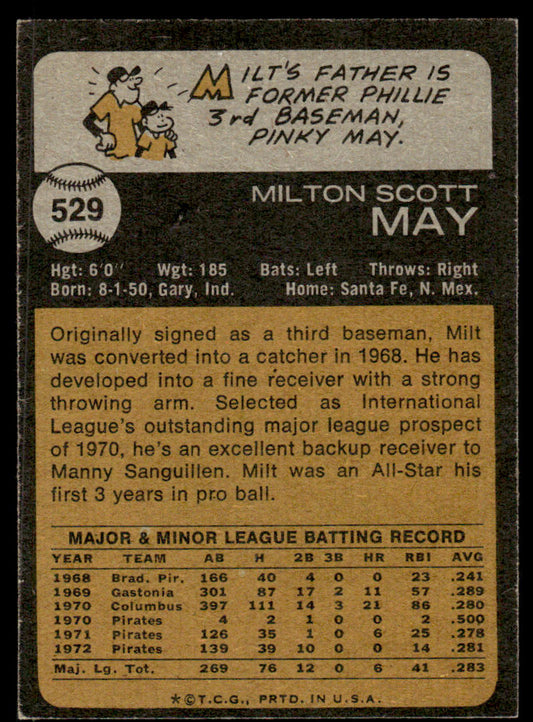 MILT'S FATHER IS
FORMER PHILLIE
3rd BASEMAN,
PINKY MAY.
529
MILTON SCOTT
MAY
Hgt: 6'0" Wgt: 185 Bats: Left Throws: Right
Born: 8-1-50, Gary, Ind. Home: Santa Fe, N. Mex.
Originally signed as a third baseman, Milt
was converted into a catcher in 1968. He has
developed into a fine receiver with a strong
throwing arm. Selected as International
League's outstanding major league prospect
of 1970, he's an excellent backup receiver to
Manny Sanguillen. Milt was an All-Star his
first 3 years in pro ball.
MAJOR & MINOR LEAGUE BATTING RECORD
YEAR TEAM AB H 2B 3B HR RBI AVG
1968 Brad. Pir. 166 40 4 0 0 23 .241
1969 Gastonia 301 87 17 2 11 57 .289
1970 Columbus 397 111 14 3 21 86 .280
1970 Pirates 4 2 1 0 0 2 .500
1971 Pirates 126 35 1 0 6 25 .278
1972 Pirates 139 39 10 0 0 14 .281
Maj. Lg. Tot. 269 76 12 0 6 41 .283
*©T.C.G., PRTD. IN U.S.A.